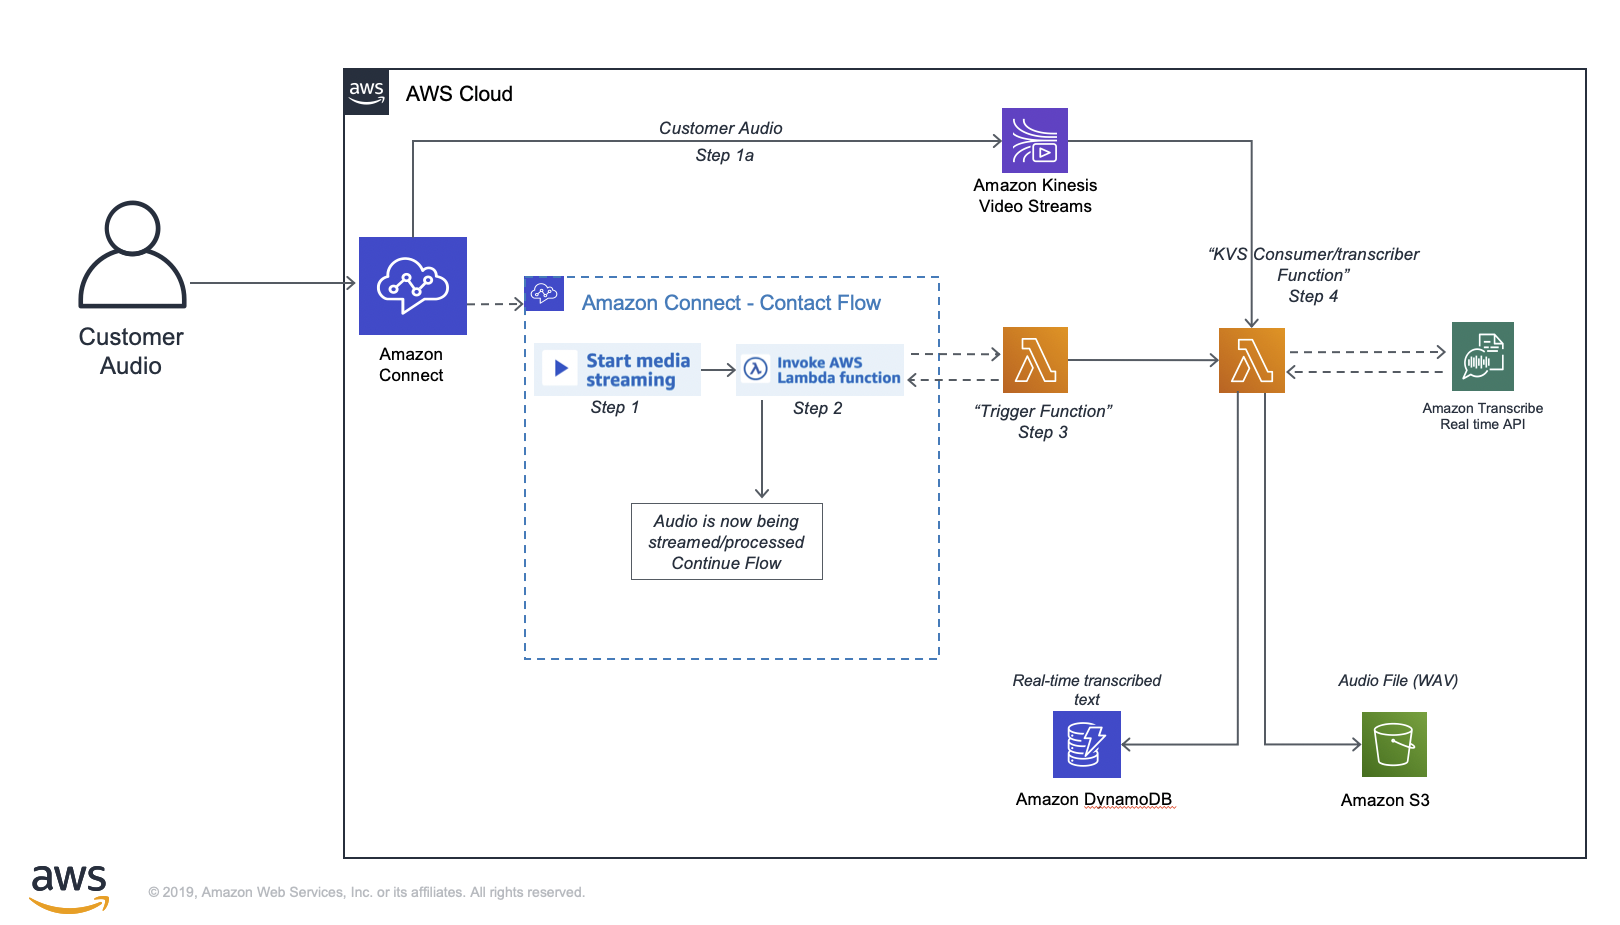 aws
AWS Cloud
Customer Audio
Step 1a
Amazon Kinesis
Video Streams
“KVS Consumer/transcriber
Function”
Step 4
Customer
Audio
Amazon
Connect
Amazon Connect - Contact Flow
Start media
streaming
Step 1
Invoke AWS
Lambda function
Step 2
“Trigger Function”
Step 3
Amazon Transcribe
Real time API
Audio is now being
streamed/processed
Continue Flow
Real-time transcribed
text
Amazon DynamoDB
Audio File (WAV)
Amazon S3
aws
© 2019, Amazon Web Services, Inc. or its affiliates. All rights reserved.